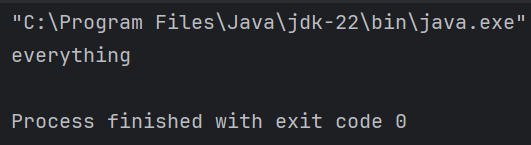 "C:\Program Files\Java\jdk-22\bin\java.exe"
everything
Process finished with exit code 0